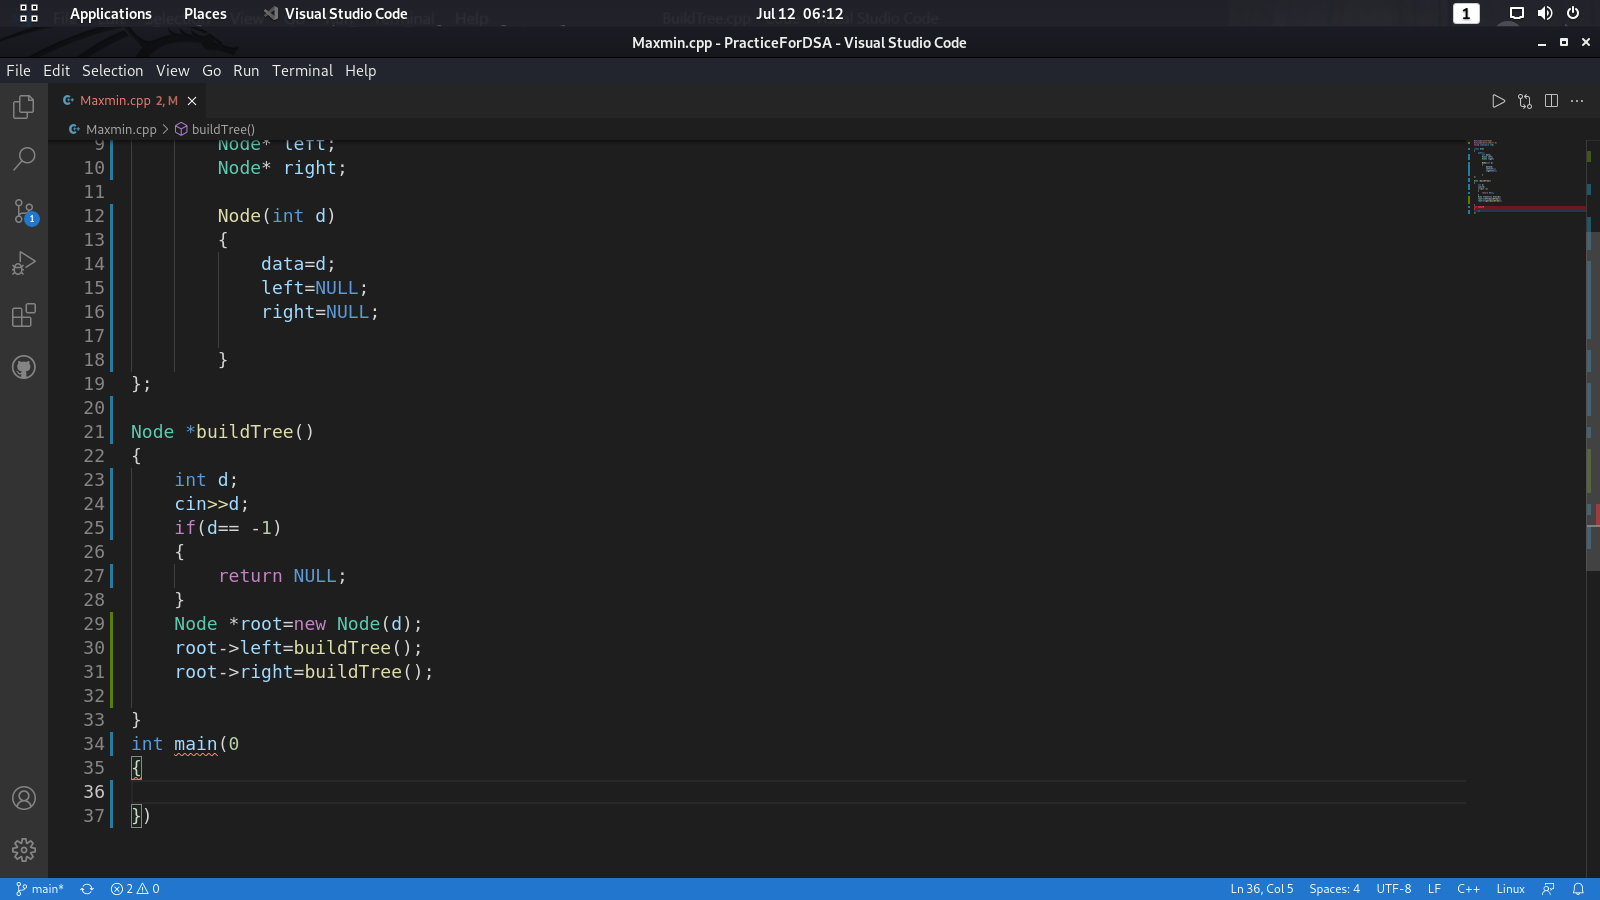 Applications Places Visual Studio Code Jul 12 06:12 1
Maxmin.cpp - PracticeForDSA - Visual Studio Code
File Edit Selection View Go Run Terminal Help
Maxmin.cpp 2, M
Maxmin.cpp > buildTree()
9 Node* left;
10 Node* right;
11
12 Node(int d)
13 {
14 data=d;
15 left=NULL;
16 right=NULL;
17
18 }
19 };
20
21 Node *buildTree()
22 {
23 int d;
24 cin>>d;
25 if(d== -1)
26 {
27 return NULL;
28 }
29 Node *root=new Node(d);
30 root->left=buildTree();
31 root->right=buildTree();
32
33 }
34 int main(0
35 {
36
37 })
1
main* 2 0 Ln 36, Col 5 Spaces: 4 UTF-8 LF C++ Linux